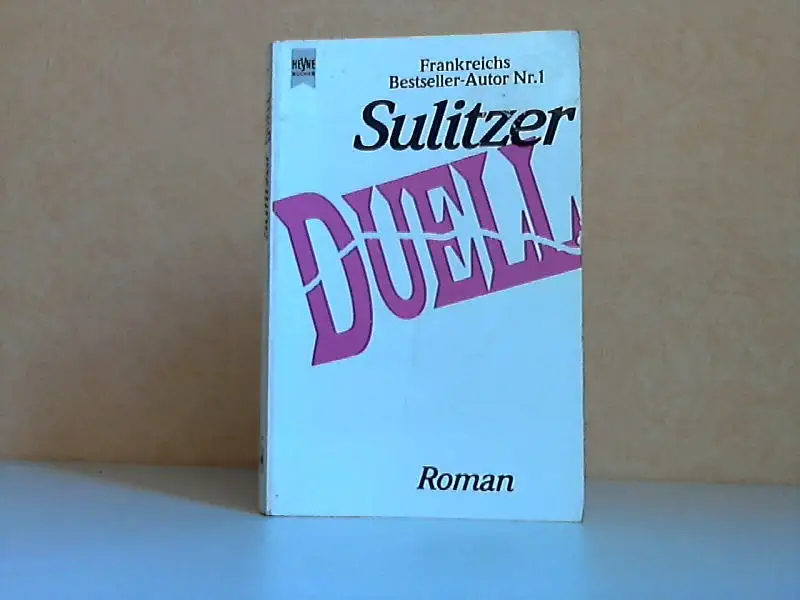 HEYNE
BÜCHER
Frankreichs
Bestseller-Autor Nr.1
Sulitzer
DUELL
Roman